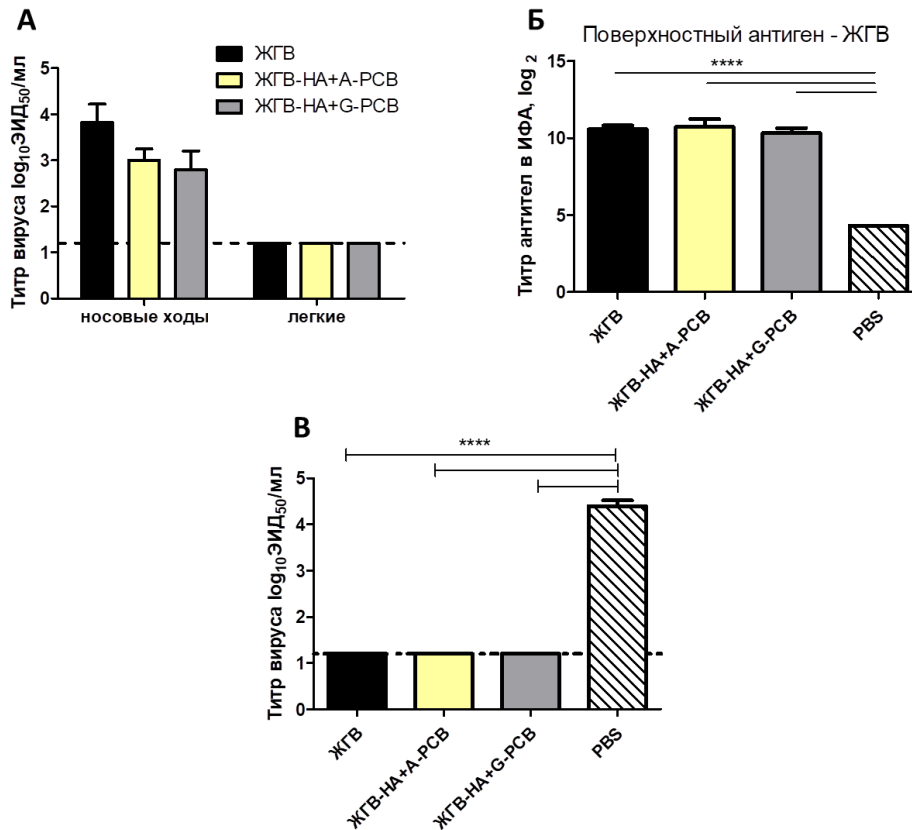 А
ЖГВ
ЖГВ-НА+А-РСВ
ЖГВ-НА+G-РСВ
Титр вируса log₁₀ЭИД₅₀/мл
5
4
3
2
1
0
носовые ходы
легкие
Б
Поверхностный антиген - ЖГВ
****
Титр антител в ИФА, log ₂
15
10
5
0
ЖГВ
ЖГВ-НА+А-РСВ
ЖГВ-НА+G-РСВ
PBS
В
****
Титр вируса log₁₀ЭИД₅₀/мл
5
4
3
2
1
0
ЖГВ
ЖГВ-НА+А-РСВ
ЖГВ-НА+G-РСВ
PBS